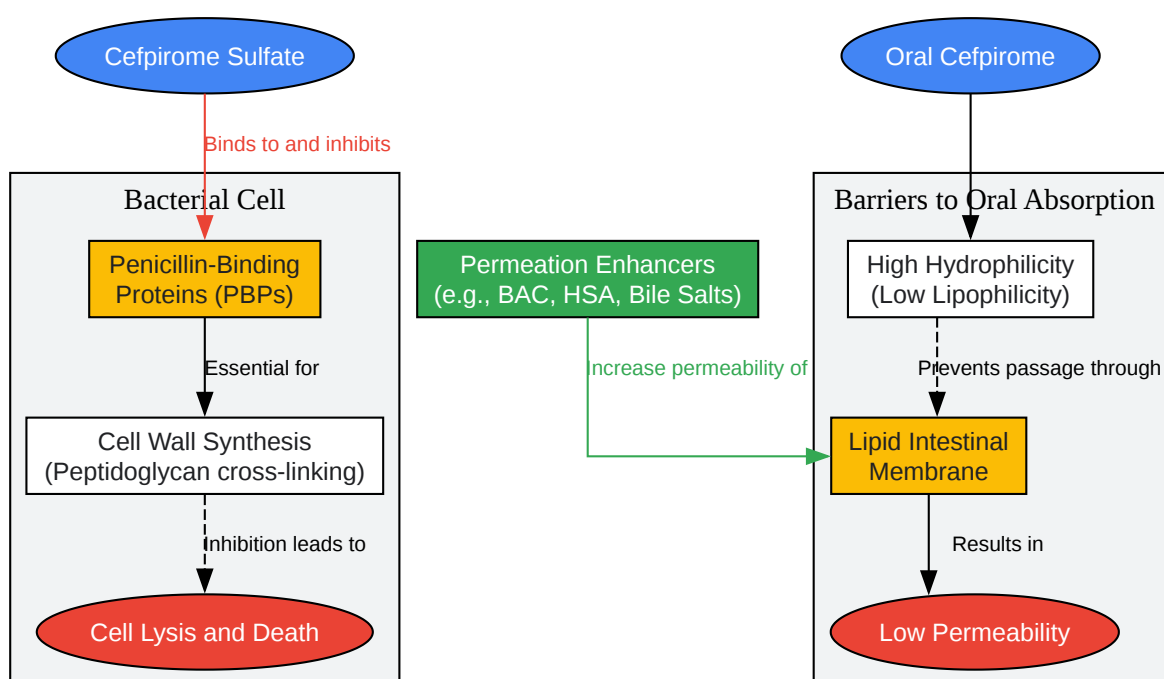 Cefpirome Sulfate
Oral Cefpirome
Binds to and inhibits
Bacterial Cell
Barriers to Oral Absorption
Penicillin-Binding
Proteins (PBPs)
Permeation Enhancers
(e.g., BAC, HSA, Bile Salts)
High Hydrophilicity
(Low Lipophilicity)
Essential for
Increase permeability of
Prevents passage through
Cell Wall Synthesis
(Peptidoglycan cross-linking)
Lipid Intestinal
Membrane
Inhibition leads to
Results in
Cell Lysis and Death
Low Permeability